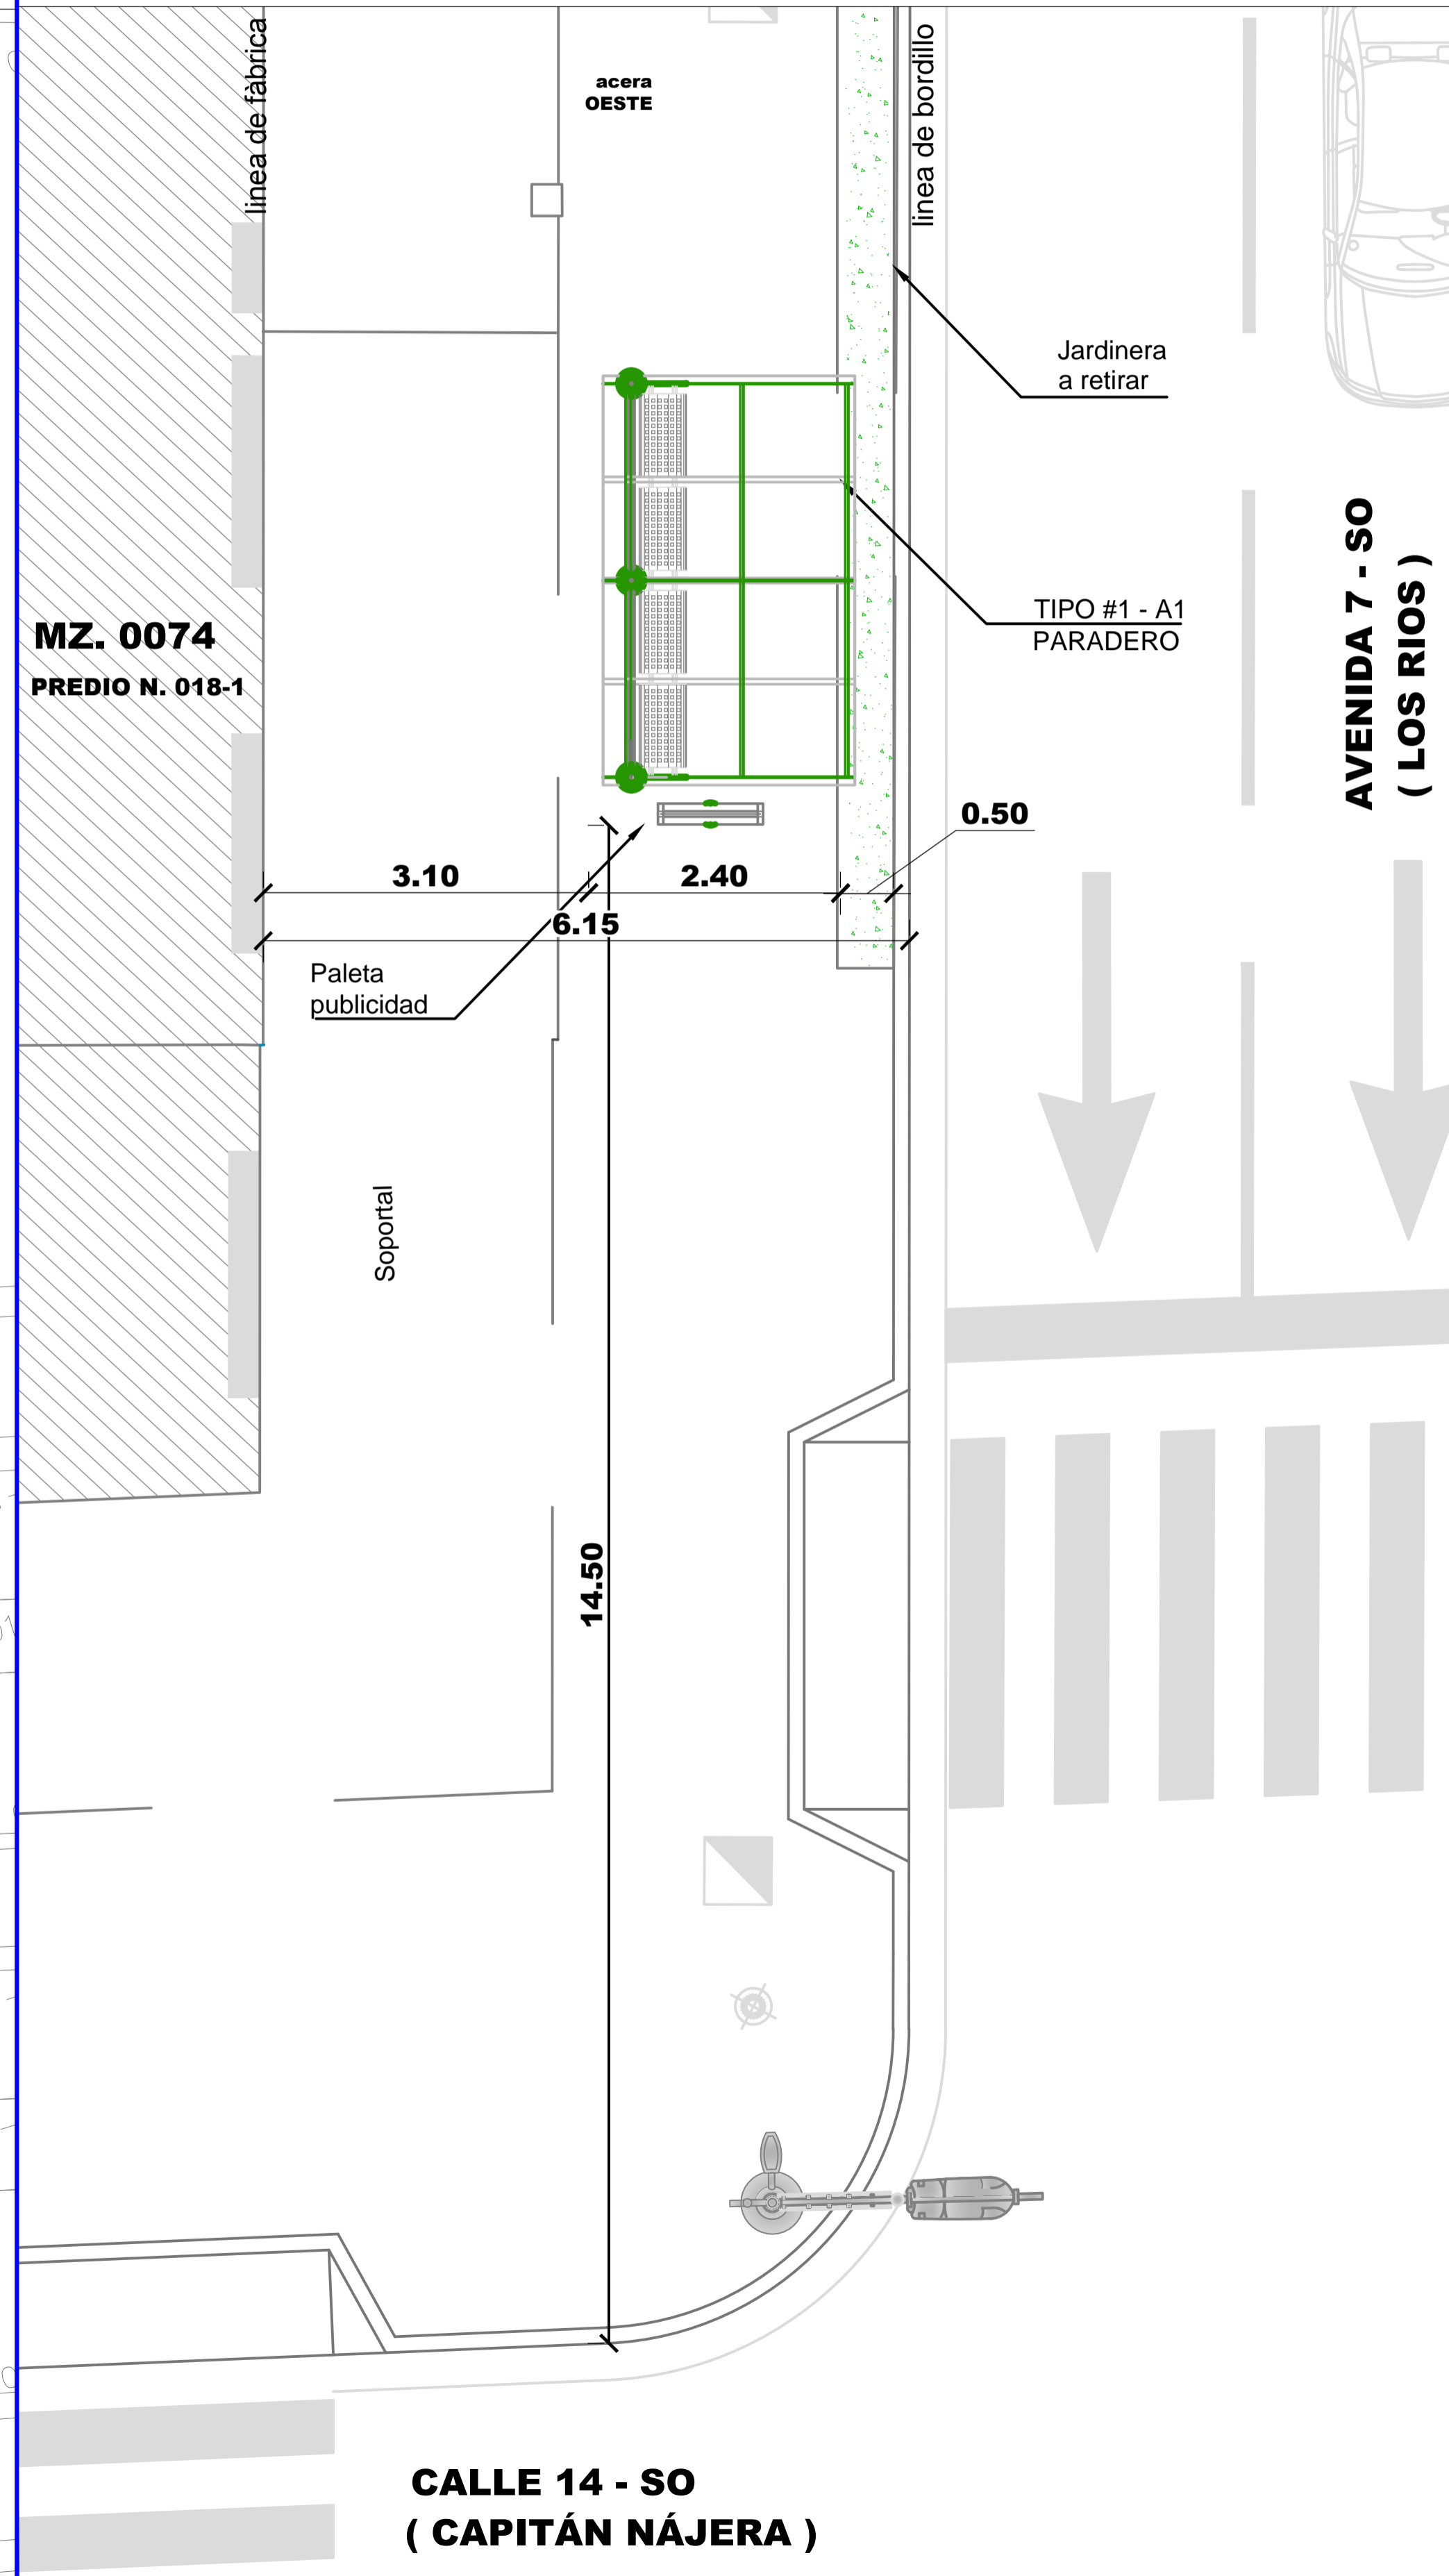 linea de fàbrica
acera
OESTE
linea de bordillo
Jardinera
a retirar
TIPO #1 - A1
PARADERO
AVENIDA 7 - SO
( LOS RIOS )
MZ. 0074
PREDIO N. 018-1
0.50
3.10
2.40
6.15
Paleta
publicidad
Soportal
14.50
CALLE 14 - SO
( CAPITÁN NÁJERA )